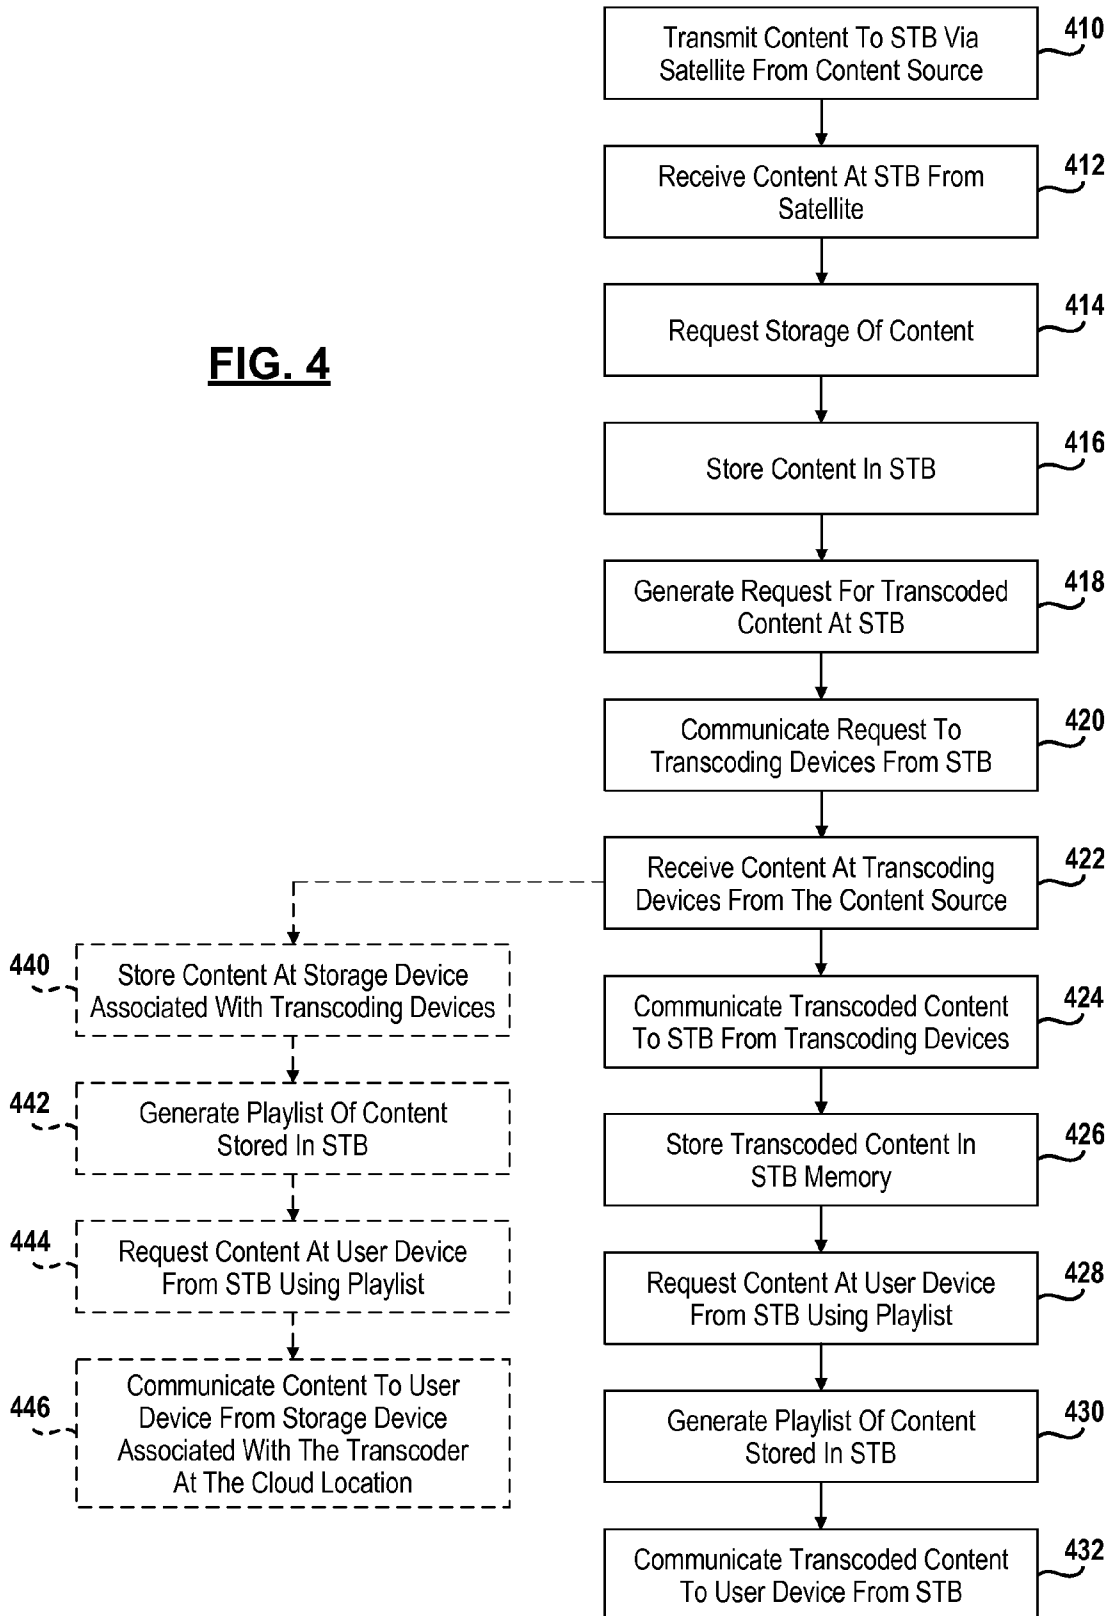 410
Transmit Content To STB Via
Satellite From Content Source
412
Receive Content At STB From
Satellite
414
Request Storage Of Content
FIG. 4
416
Store Content In STB
418
Generate Request For Transcoded
Content At STB
420
Communicate Request To
Transcoding Devices From STB
422
Receive Content At Transcoding
Devices From The Content Source
424
Communicate Transcoded Content
To STB From Transcoding Devices
426
Store Transcoded Content In
STB Memory
428
Request Content At User Device
From STB Using Playlist
430
Generate Playlist Of Content
Stored In STB
432
Communicate Transcoded Content
To User Device From STB
440
Store Content At Storage Device
Associated With Transcoding Devices
442
Generate Playlist Of Content
Stored In STB
444
Request Content At User Device
From STB Using Playlist
446
Communicate Content To User
Device From Storage Device
Associated With The Transcoder
At The Cloud Location